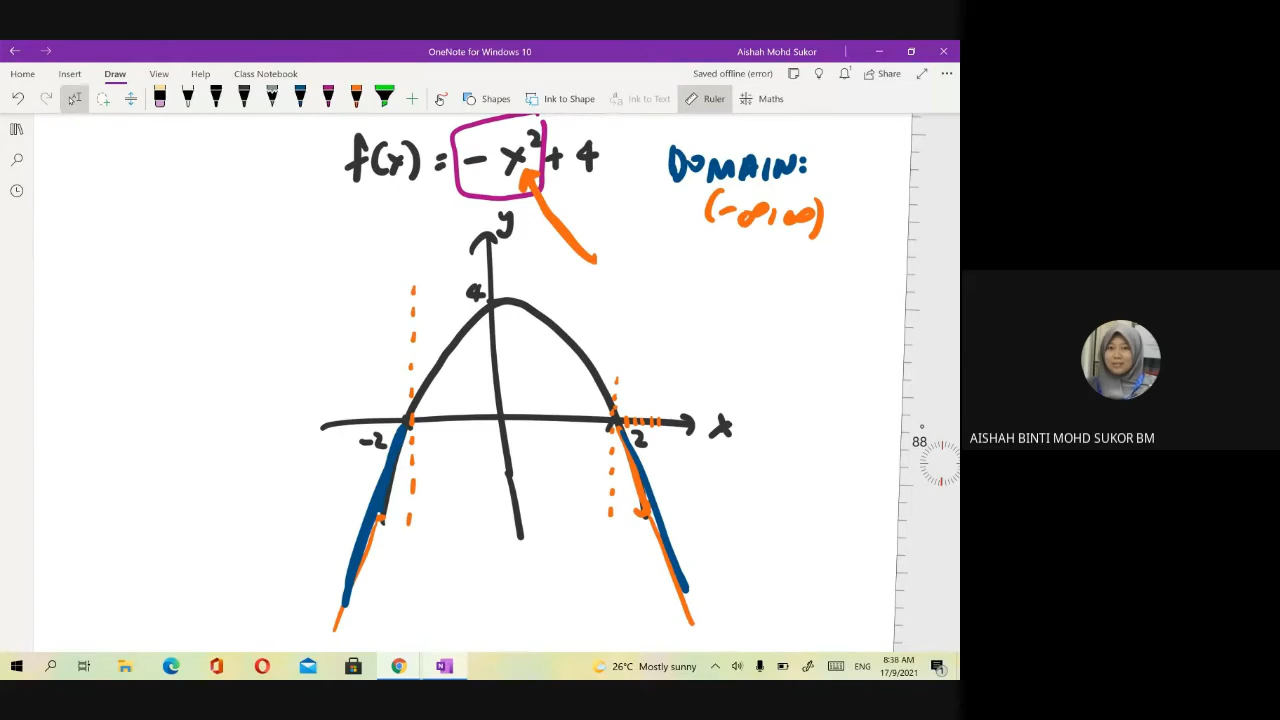 OneNote for Windows 10
Aishah Mohd Sukor
Home Insert Draw View Help Class Notebook
Saved offline (error) Share
Shapes Ink to Shape Ink to Text Ruler Maths
f(x) = - x² + 4
DOMAIN:
(-∞, ∞)
y
4
-2
2
x
88
AISHAH BINTI MOHD SUKOR BM
26°C Mostly sunny
ENG
8:38 AM
17/9/2021
1